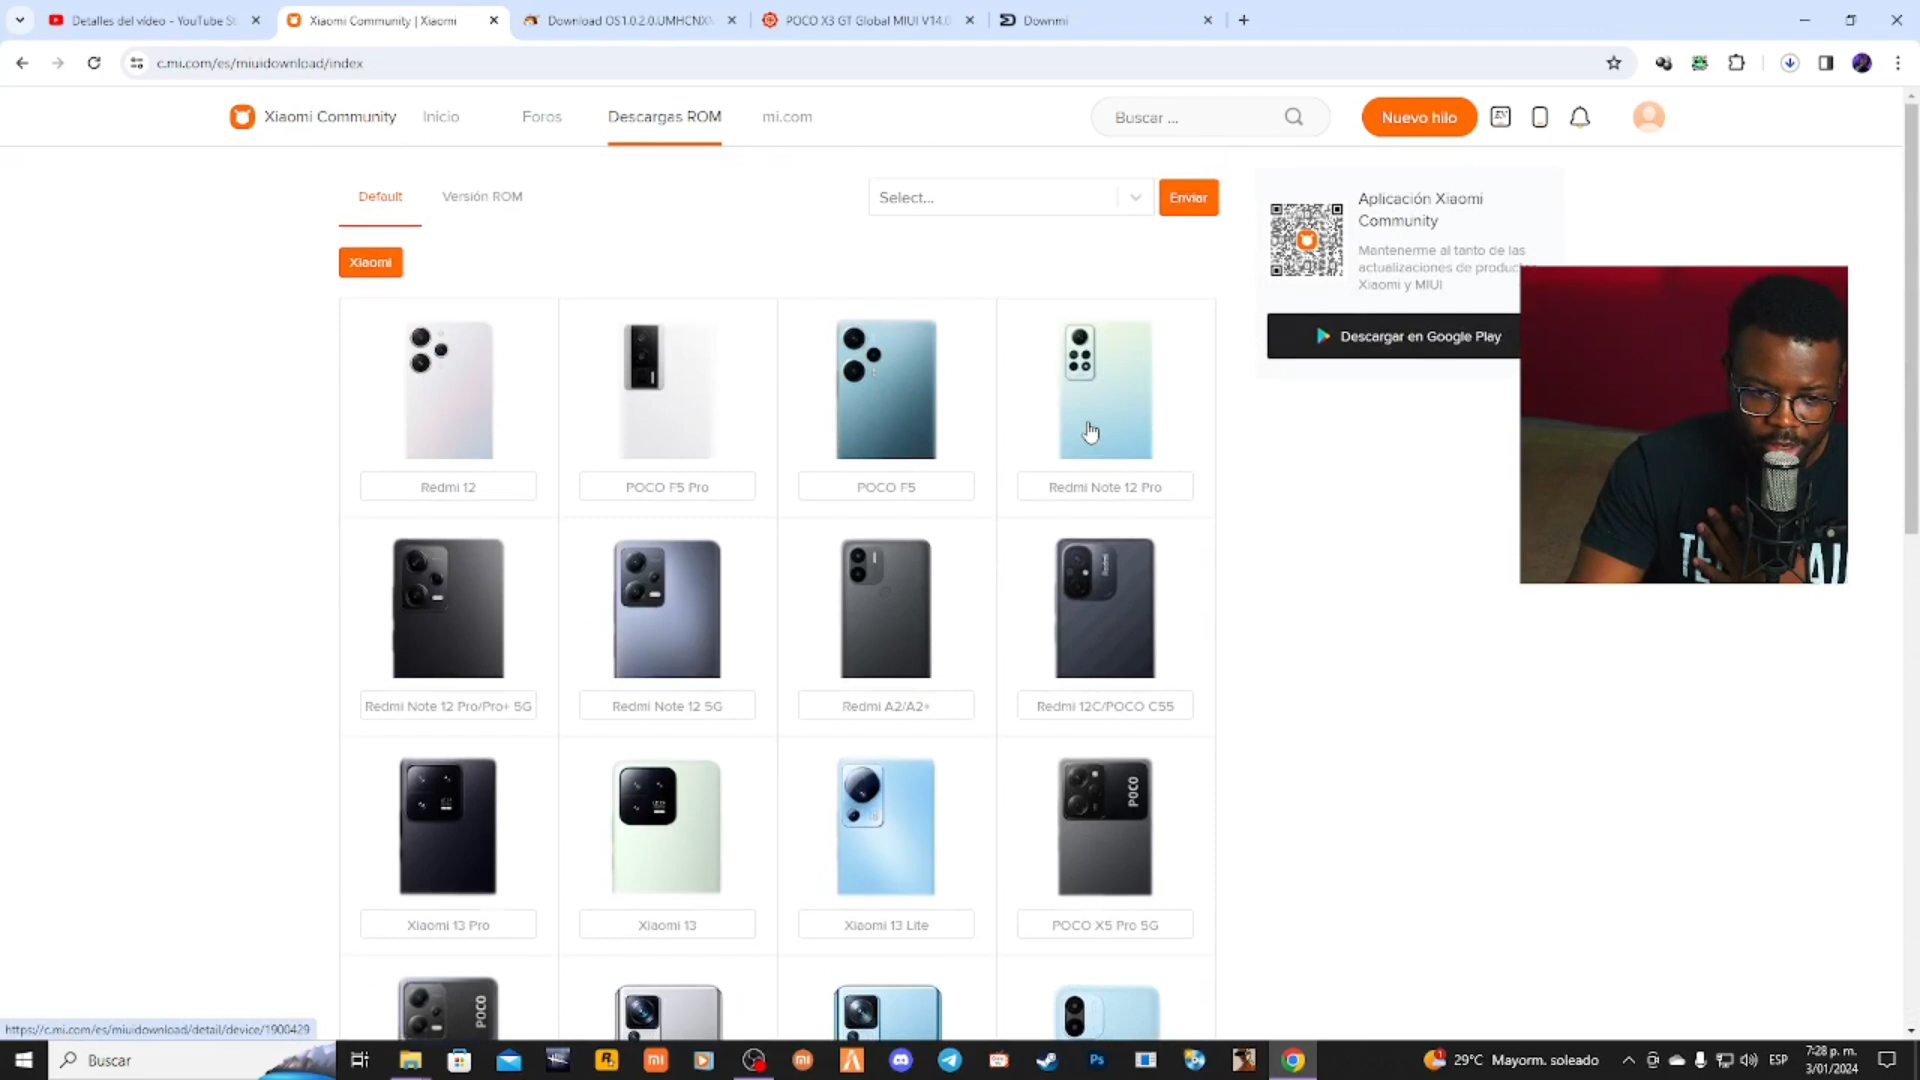 Detalles del vídeo - YouTube St
Xiaomi Community | Xiaomi
Download OS1.0.2.0.UMHCNXM
POCO X3 GT Global MIUI V14.0
Downmi
c.mi.com/es/miuidownload/index
Xiaomi Community
Inicio
Foros
Descargas ROM
mi.com
Buscar ...
Nuevo hilo
Default
Versión ROM
Select...
Enviar
Xiaomi
Aplicación Xiaomi
Community
Mantenerme al tanto de las
actualizaciones de product
Xiaomi y MIUI
Descargar en Google Play
Redmi 12
POCO F5 Pro
POCO F5
Redmi Note 12 Pro
Redmi
Redmi Note 12 Pro/Pro+ 5G
Redmi Note 12 5G
Redmi A2/A2+
Redmi 12C/POCO C55
POCO
Xiaomi 13 Pro
Xiaomi 13
Xiaomi 13 Lite
POCO X5 Pro 5G
POCO
https://c.mi.com/es/miuidownload/detail/device/1900429
Buscar
29°C Mayorm. soleado
ESP
7:28 p. m.
3/01/2024